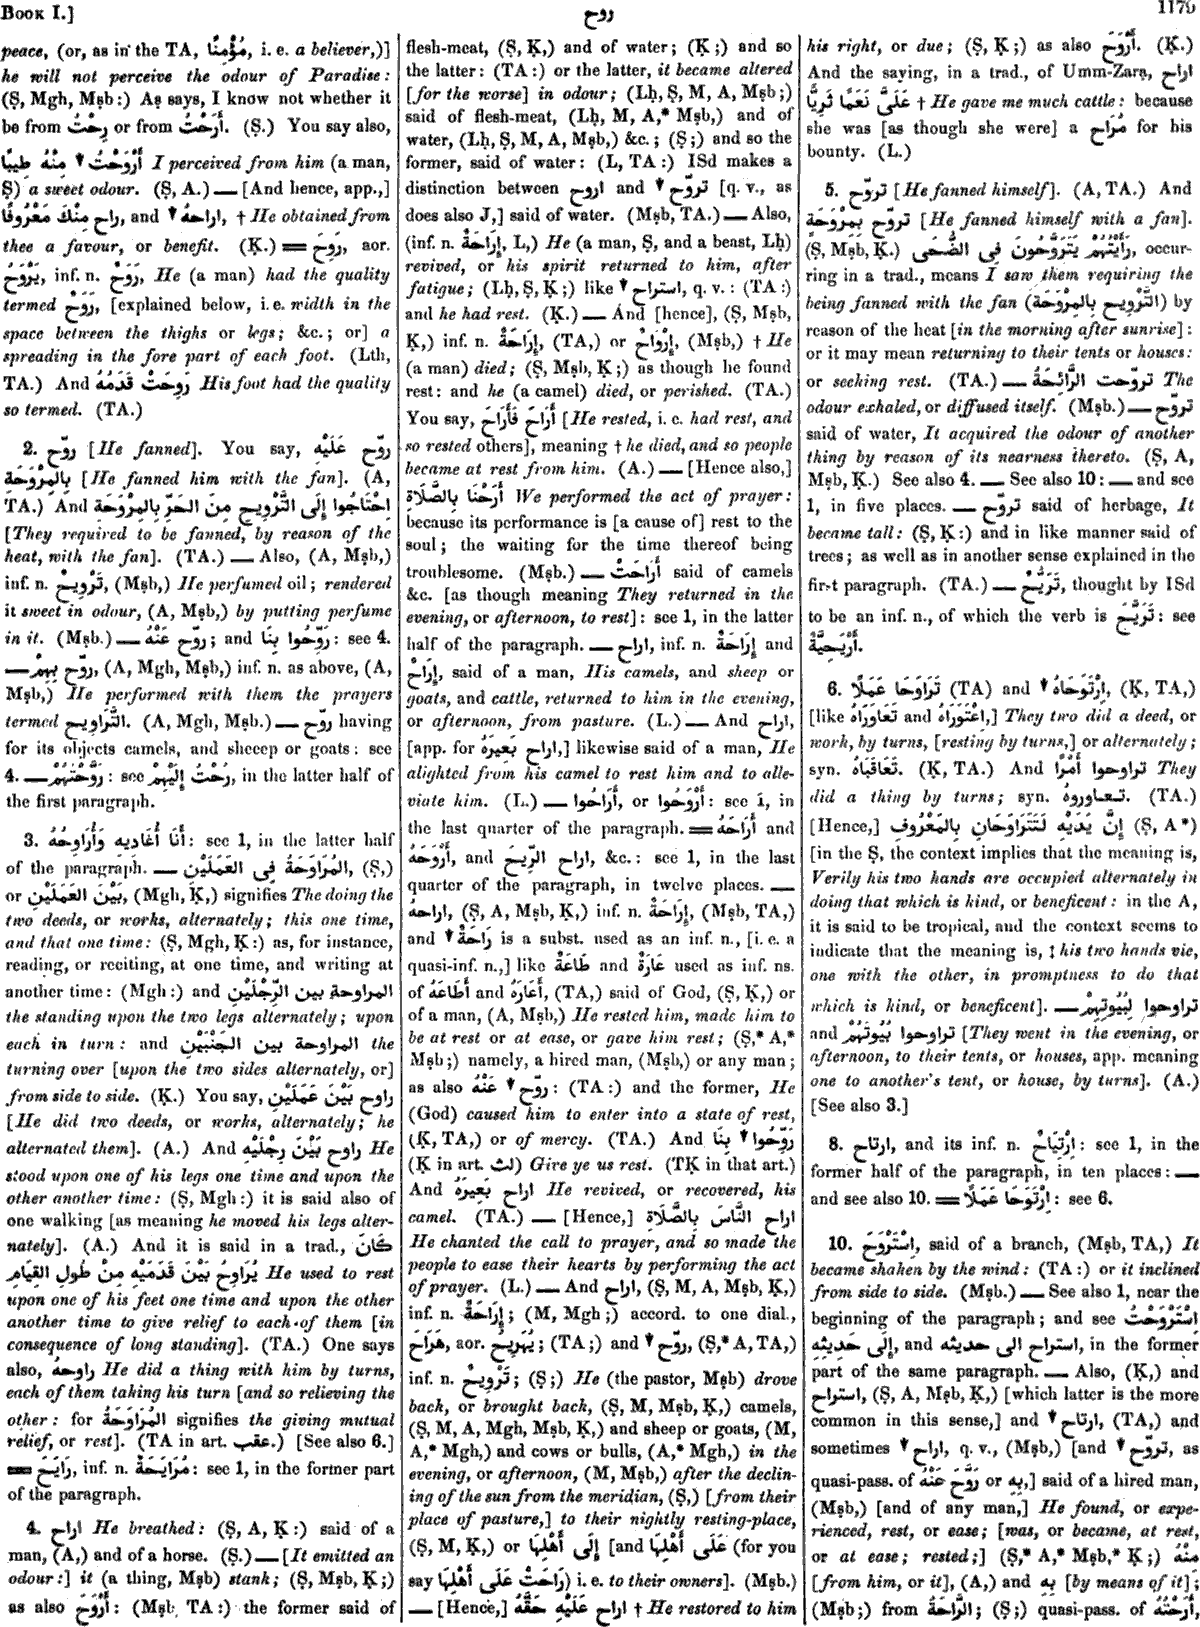 BOOK I.]
روح
1179
peace, (or, as in the TA, مُؤْمِنًا, i. e. a believer,)]
he will not perceive the odour of Paradise:
(Ṣ, Mgh, Mṣb:) Aṣ says, I know not whether it
be from رِحْتُ or from أَرَحْتُ. (Ṣ.) You say also,
أَرْوَحْتُ ▼ مِنْهُ طِيبًا I perceived from him (a man,
Ṣ) a sweet odour. (Ṣ, A.) — [And hence, app.,]
راح مِنْكَ مَعْرُوفًا, and ▼ اراحهُ, † He obtained from
thee a favour, or benefit. (Ḳ.) = رَوِحَ, aor.
يَرْوَحُ, inf. n. رَوَحٌ, He (a man) had the quality
termed رَوَحٌ, [explained below, i. e. width in the
space between the thighs or legs; &c.; or] a
spreading in the fore part of each foot. (Lth,
TA.) And رَوِحَتْ قَدَمُهُ His foot had the quality
so termed. (TA.)
2. روّح [He fanned]. You say, روّح عَلَيْهِ
بِالمِرْوَحَةِ [He fanned him with the fan]. (A,
TA.) And اِحْتَاجُوا إِلَى التَّرْوِيحِ مِنَ الحَرِّ بِالمِرْوَحَةِ
[They required to be fanned, by reason of the
heat, with the fan]. (TA.) — Also, (A, Mṣb,)
inf. n. تَرْوِيحٌ, (Mṣb,) He perfumed oil; rendered
it sweet in odour, (A, Mṣb,) by putting perfume
in it. (Mṣb.) — روّح عَنْهُ; and رَوِّحُوا بِنَا: see 4.
— روّح بِهِمْ, (A, Mgh, Mṣb,) inf. n. as above, (A,
Mṣb,) He performed with them the prayers
termed التَّرَاوِيح. (A, Mgh, Mṣb.) — روّح having
for its objects camels, and sheeep or goats: see
4. — رَوَّحْتُهُمْ: see رُحْتُ إِلَيْهِمْ, in the latter half of
the first paragraph.
3. أَنَا أُغَادِيهِ وَأُرَاوِحُهُ: see 1, in the latter half
of the paragraph. — المُرَاوَحَةُ فِى العَمَلَيْنِ, (Ṣ,)
or بَيْنَ العَمَلَيْنِ, (Mgh, Ḳ,) signifies The doing the
two deeds, or works, alternately; this one time,
and that one time: (Ṣ, Mgh, Ḳ:) as, for instance,
reading, or reciting, at one time, and writing at
another time: (Mgh:) and المراوحة بين الرِّجْلَيْنِ
the standing upon the two legs alternately; upon
each in turn: and المراوحة بين الجَنْبَيْنِ the
turning over [upon the two sides alternately, or]
from side to side. (Ḳ.) You say, راوح بَيْنَ عَمَلَيْنِ
[He did two deeds, or works, alternately; he
alternated them]. (A.) And راوح بَيْنَ رِجْلَيْهِ He
stood upon one of his legs one time and upon the
other another time: (Ṣ, Mgh:) it is said also of
one walking [as meaning he moved his legs alter-
nately]. (A.) And it is said in a trad., كَانَ
يُرَاوِحُ بَيْنَ قَدَمَيْهِ مِنْ طُولِ القِيَامِ He used to rest
upon one of his feet one time and upon the other
another time to give relief to each of them [in
consequence of long standing]. (TA.) One says
also, راوحهُ He did a thing with him by turns,
each of them taking his turn [and so relieving the
other: for المُرَاوَحَةُ signifies the giving mutual
relief, or rest]. (TA in art. عقب.) [See also 6.]
= رَايَحَ, inf. n. مُرَايَحَةٌ: see 1, in the former part
of the paragraph.
4. اراح He breathed: (Ṣ, A, Ḳ:) said of a
man, (A,) and of a horse. (Ṣ.) — [It emitted an
odour:] it (a thing, Mṣb) stank; (Ṣ, Mṣb, Ḳ;)
as also أَرْوَحَ: (Mṣb, TA:) the former said of
flesh-meat, (Ṣ, Ḳ,) and of water; (Ḳ;) and so
the latter: (TA:) or the latter, it became altered
[for the worse] in odour; (Lḥ, Ṣ, M, A, Mṣb;)
said of flesh-meat, (Lḥ, M, A,* Mṣb,) and of
water, (Lḥ, Ṣ, M, A, Mṣb,) &c.; (Ṣ;) and so the
former, said of water: (L, TA:) ISd makes a
distinction between اروح and ▼ تروّح [q. v., as
does also J,] said of water. (Mṣb, TA.) — Also,
(inf. n. إِرَاحَةٌ, L,) He (a man, Ṣ, and a beast, Lḥ)
revived, or his spirit returned to him, after
fatigue; (Lḥ, Ṣ, Ḳ;) like ▼ استراح, q. v.: (TA:)
and he had rest. (Ḳ.) — And [hence], (Ṣ, Mṣb,
Ḳ,) inf. n. إِرَاحَةٌ, (TA,) or إِرْوَاحٌ, (Mṣb,) † He
(a man) died; (Ṣ, Mṣb, Ḳ;) as though he found
rest: and he (a camel) died, or perished. (TA.)
You say, أَرَاحَ فَأَرَاحَ [He rested, i. e. had rest, and
so rested others], meaning † he died, and so people
became at rest from him. (A.) — [Hence also,]
أَرَحْنَا بِالصَّلَاةِ We performed the act of prayer:
because its performance is [a cause of] rest to the
soul; the waiting for the time thereof being
troublesome. (Mṣb.) — أَرَاحَتْ said of camels
&c. [as though meaning They returned in the
evening, or afternoon, to rest]: see 1, in the latter
half of the paragraph. — اراح, inf. n. إِرَاحَةٌ and
إِرَاحٌ, said of a man, His camels, and sheep or
goats, and cattle, returned to him in the evening,
or afternoon, from pasture. (L.) — And اراح,
[app. for اراح بَعِيرَهُ,] likewise said of a man, He
alighted from his camel to rest him and to alle-
viate him. (L.) — أَرَاحُوا, or أَرْوَحُوا: see 1, in
the last quarter of the paragraph. = أَرَاحَهُ and
أَرْوَحَهُ, and اراح الرِّيحَ, &c.: see 1, in the last
quarter of the paragraph, in twelve places. —
اراحهُ, (Ṣ, A, Mṣb, Ḳ,) inf. n. إِرَاحَةٌ, (Mṣb, TA,)
and ▼ رَاحَةٌ is a subst. used as an inf. n., [i. e. a
quasi-inf. n.,] like طَاعَةٌ and عَارَةٌ used as inf. ns.
of أَطَاعَهُ and أَعَارَهُ, (TA,) said of God, (Ṣ, Ḳ,) or
of a man, (A, Mṣb,) He rested him, made him to
be at rest or at ease, or gave him rest; (Ṣ,* A,*
Mṣb;) namely, a hired man, (Mṣb,) or any man;
as also ▼ روّح عَنْهُ: (TA:) and the former, He
(God) caused him to enter into a state of rest,
(Ḳ, TA,) or of mercy. (TA.) And رَوِّحُوا ▼ بِنَا
(Ḳ in art. لث) Give ye us rest. (TḲ in that art.)
And اراح بَعِيرَهُ He revived, or recovered, his
camel. (TA.) — [Hence,] اراح النَّاسَ بِالصَّلَاةِ
He chanted the call to prayer, and so made the
people to ease their hearts by performing the act
of prayer. (L.) — And اراح, (Ṣ, M, A, Mṣb, Ḳ,)
inf. n. إِرَاحَةٌ; (M, Mgh;) accord. to one dial.,
هَرَاحَ, aor. يُهَرِيحُ; (TA;) and ▼ روّح, (Ṣ,* A, TA,)
inf. n. تَرْوِيحٌ; (Ṣ;) He (the pastor, Mṣb) drove
back, or brought back, (Ṣ, M, Mṣb, Ḳ,) camels,
(Ṣ, M, A, Mgh, Mṣb, Ḳ,) and sheep or goats, (M,
A,* Mgh,) and cows or bulls, (A,* Mgh,) in the
evening, or afternoon, (M, Mṣb,) after the declin-
ing of the sun from the meridian, (Ṣ,) [from their
place of pasture,] to their nightly resting-place,
(Ṣ, M, Ḳ,) or إِلَى أَهْلِهَا [and عَلَى أَهْلِهَا (for you
say رَاحَتْ عَلَى أَهْلِهَا) i. e. to their owners]. (Mṣb.)
— [Hence,] اراح عَلَيْهِ حَقَّهُ † He restored to him
his right, or due; (Ṣ, Ḳ;) as also أَرْوَحَ. (Ḳ.)
And the saying, in a trad., of Umm-Zarạ, اراح
عَلَىَّ نَعَمًا ثَرِيًّا † He gave me much cattle: because
she was [as though she were] a مُرَاح for his
bounty. (L.)
5. تروّح [He fanned himself]. (A, TA.) And
تروّح بِمِرْوَحَةٍ [He fanned himself with a fan].
(Ṣ, Mṣb, Ḳ.) رَأَيْتُهُمْ يَتَرَوَّحُونَ فِى الضُّحَى, occur-
ring in a trad., means I saw them requiring the
being fanned with the fan (التَّرْوِيح بِالمِرْوَحَةِ) by
reason of the heat [in the morning after sunrise]:
or it may mean returning to their tents or houses:
or seeking rest. (TA.) — تروّحت الرَّائِحَةُ The
odour exhaled, or diffused itself. (Mṣb.) — تروّح
said of water, It acquired the odour of another
thing by reason of its nearness thereto. (Ṣ, A,
Mṣb, Ḳ.) See also 4. — See also 10: — and see
1, in five places. — تروّح said of herbage, It
became tall: (Ṣ, Ḳ:) and in like manner said of
trees; as well as in another sense explained in the
first paragraph. (TA.) — تَرَيُّحٌ, thought by ISd
to be an inf. n., of which the verb is تَرَيَّحَ: see
أَرْيَحِيَّةٌ.
6. تَرَاوَحَا عَمَلًا (TA) and ▼ اِرْتَوَحَاهُ, (Ḳ, TA,)
[like تَعَاوَرَاهُ and اعْتَوَرَاهُ,] They two did a deed, or
work, by turns, [resting by turns,] or alternately;
syn. تَعَاقَبَاهُ. (Ḳ, TA.) And تراوحوا أَمْرًا They
did a thing by turns; syn. تعاوروهُ. (TA.)
[Hence,] إِنَّ يَدَيْهِ لَتَتَرَاوَحَانِ بِالمَعْرُوفِ (Ṣ, A*)
[in the Ṣ, the context implies that the meaning is,
Verily his two hands are occupied alternately in
doing that which is kind, or beneficent: in the A,
it is said to be tropical, and the context seems to
indicate that the meaning is, ‡ his two hands vie,
one with the other, in promptness to do that
which is kind, or beneficent]. — تراوحوا لِبُيُوتِهِمْ
and تراوحوا بُيُوتَهُمْ [They went in the evening, or
afternoon, to their tents, or houses, app. meaning
one to another's tent, or house, by turns]. (A.)
[See also 3.]
8. ارتاح, and its inf. n. اِرْتِيَاحٌ: see 1, in the
former half of the paragraph, in ten places: —
and see also 10. = اِرْتَوَحَا عَمَلًا: see 6.
10. اِسْتَرْوَحَ, said of a branch, (Mṣb, TA,) It
became shaken by the wind: (TA:) or it inclined
from side to side. (Mṣb.) — See also 1, near the
beginning of the paragraph; and see اسْتَرْوَحْتُ
إِلَى حَدِيثِهِ, and استراح الى حديثه, in the former
part of the same paragraph. — Also, (Ḳ,) and
استراح, (Ṣ, A, Mṣb, Ḳ,) [which latter is the more
common in this sense,] and ▼ ارتاح, (TA,) and
sometimes ▼ اراح, q. v., (Mṣb,) [and ▼ تروّح, as
quasi-pass. of رَوَّحَ عَنْهُ or بِهِ,] said of a hired man,
(Mṣb,) [and of any man,] He found, or expe-
rienced, rest, or ease; [was, or became, at rest,
or at ease; rested;] (Ṣ,* A,* Mṣb,* Ḳ;) مِنْهُ
[from him, or it], (A,) and بِهِ [by means of it];
(Mṣb;) from الرَّاحَةُ; (Ṣ;) quasi-pass. of أَرَحْتُهُ,